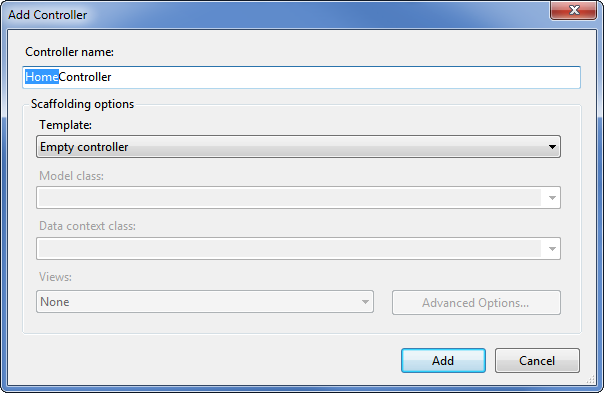 Add Controller
Controller name:
HomeController
Scaffolding options
Template:
Empty controller
Model class:
Data context class:
Views:
None
Advanced Options...
Add
Cancel